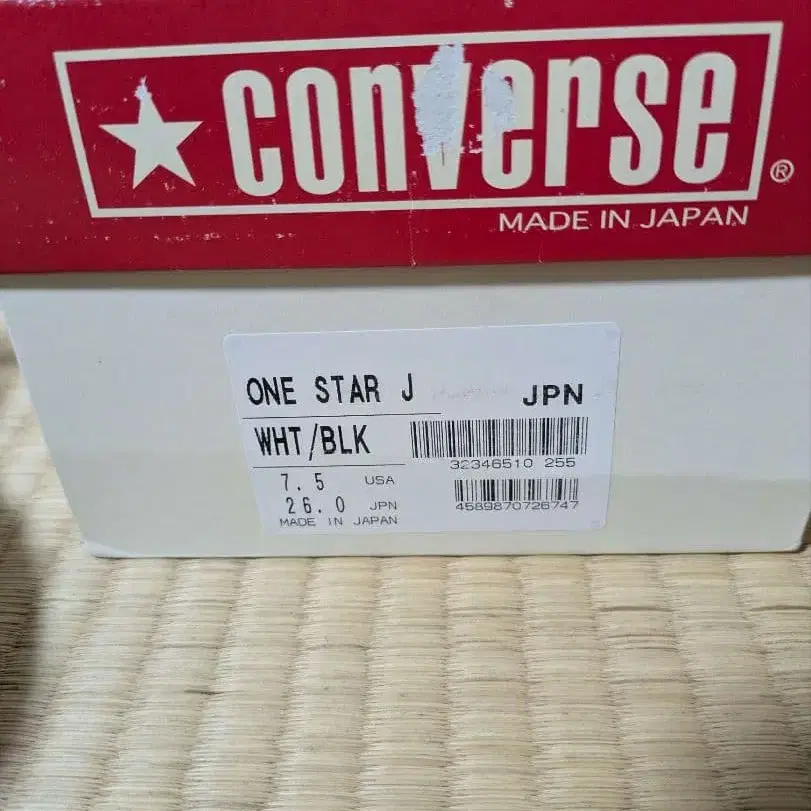 CONVERSE
®
MADE IN JAPAN
ONE STAR J JPN
WHT/BLK
32346510 255
7.5 USA
26.0 JPN
4589870726747
MADE IN JAPAN